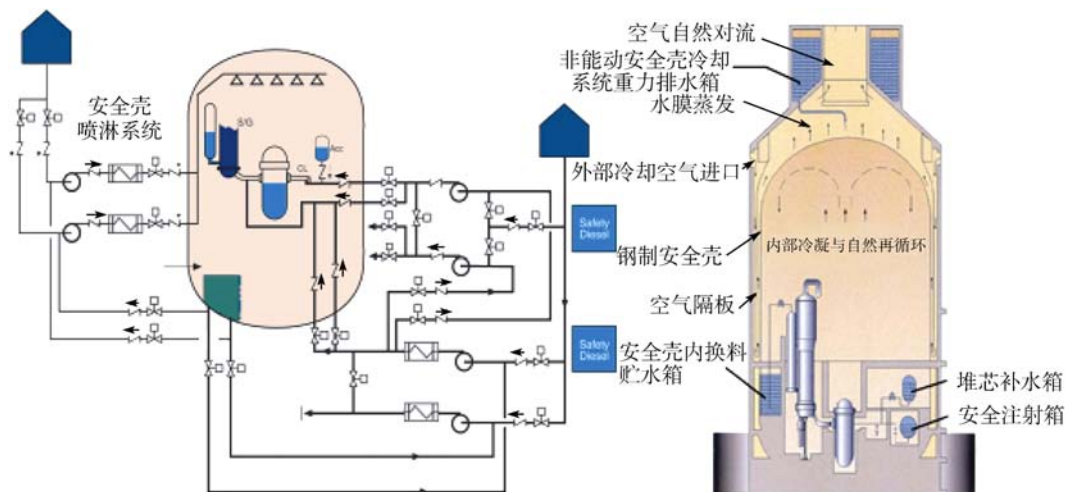 安全壳
喷淋系统
S/G
Acc
CL
Safety
Diesel
Safety
Diesel
空气自然对流
非能动安全壳冷却
系统重力排水箱
水膜蒸发
外部冷却空气进口
钢制安全壳
内部冷凝与自然再循环
空气隔板
安全壳内换料
贮水箱
堆芯补水箱
安全注射箱